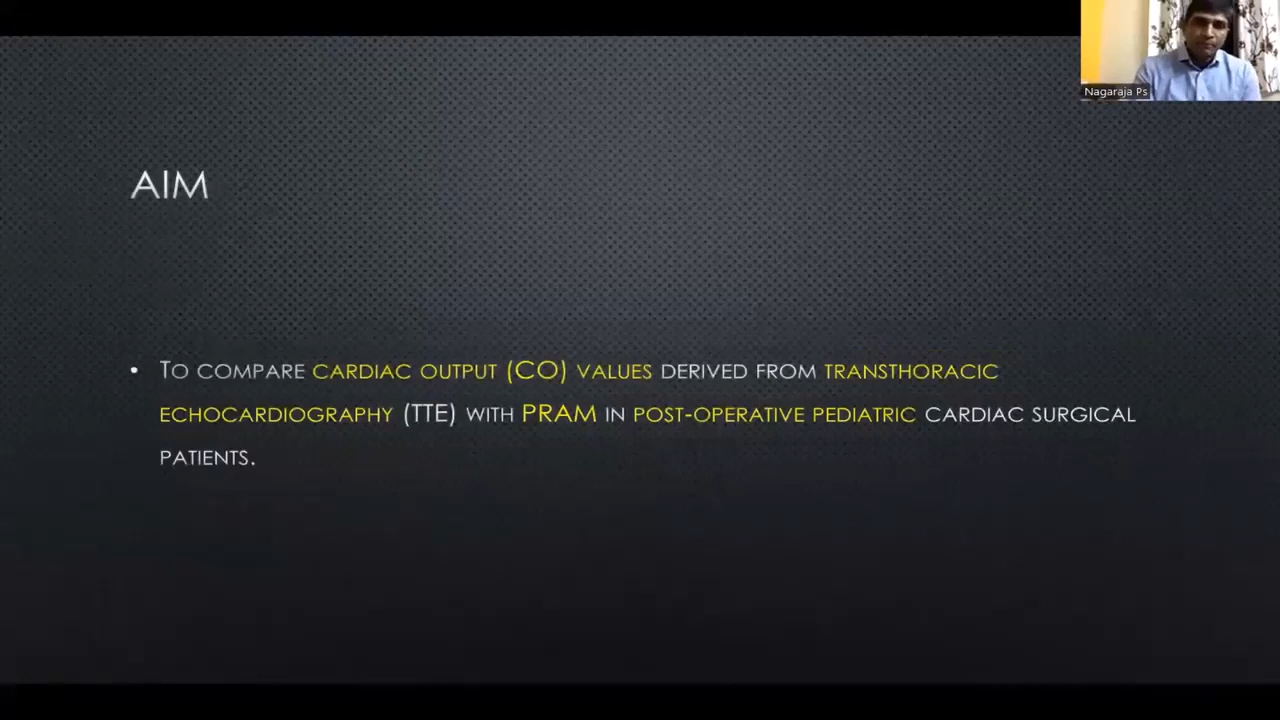 Nagaraja Ps
AIM
• To compare cardiac output (CO) values derived from transthoracic
echocardiography (TTE) with PRAM in post-operative pediatric cardiac surgical
patients.